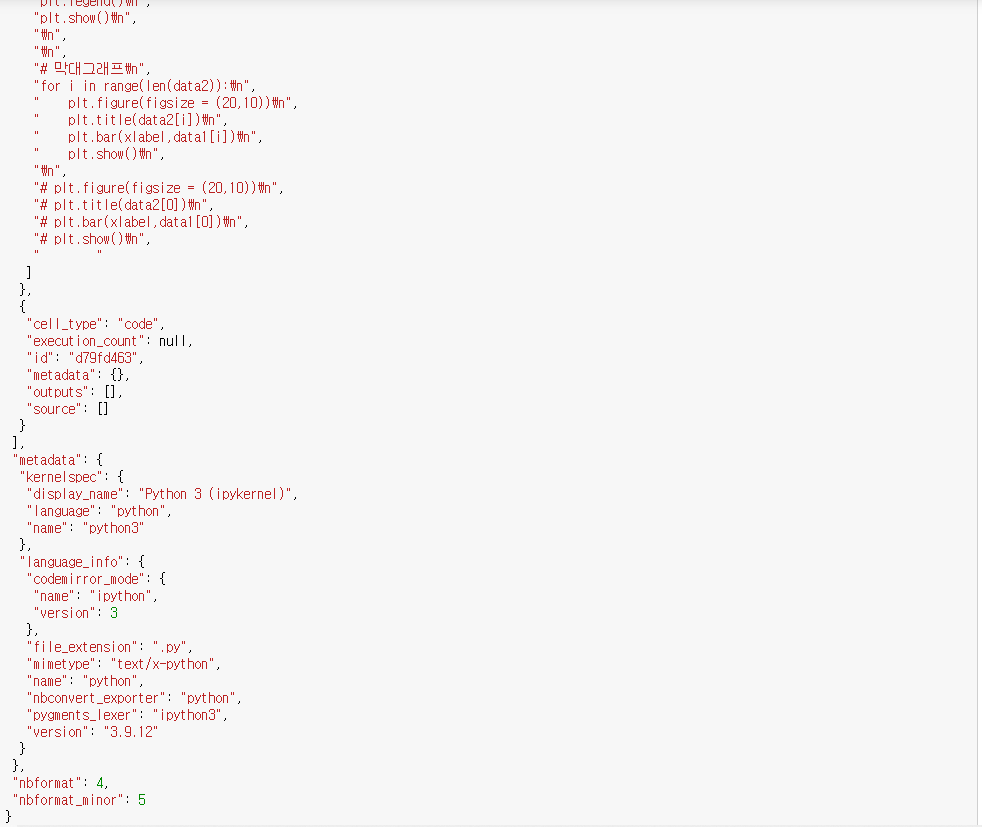 "plt.legend()₩n",
"plt.show()₩n",
"₩n",
"₩n",
"# 막대그래프₩n",
"for i in range(len(data2)):₩n",
"    plt.figure(figsize = (20,10))₩n",
"    plt.title(data2[i])₩n",
"    plt.bar(xlabel,data1[i])₩n",
"    plt.show()₩n",
"₩n",
"# plt.figure(figsize = (20,10))₩n",
"# plt.title(data2[0])₩n",
"# plt.bar(xlabel,data1[0])₩n",
"# plt.show()₩n",
"        "
]
},
{
"cell_type": "code",
"execution_count": null,
"id": "d79fd463",
"metadata": {},
"outputs": [],
"source": []
}
],
"metadata": {
"kernelspec": {
"display_name": "Python 3 (ipykernel)",
"language": "python",
"name": "python3"
},
"language_info": {
"codemirror_mode": {
"name": "ipython",
"version": 3
},
"file_extension": ".py",
"mimetype": "text/x-python",
"name": "python",
"nbconvert_exporter": "python",
"pygments_lexer": "ipython3",
"version": "3.9.12"
}
},
"nbformat": 4,
"nbformat_minor": 5
}